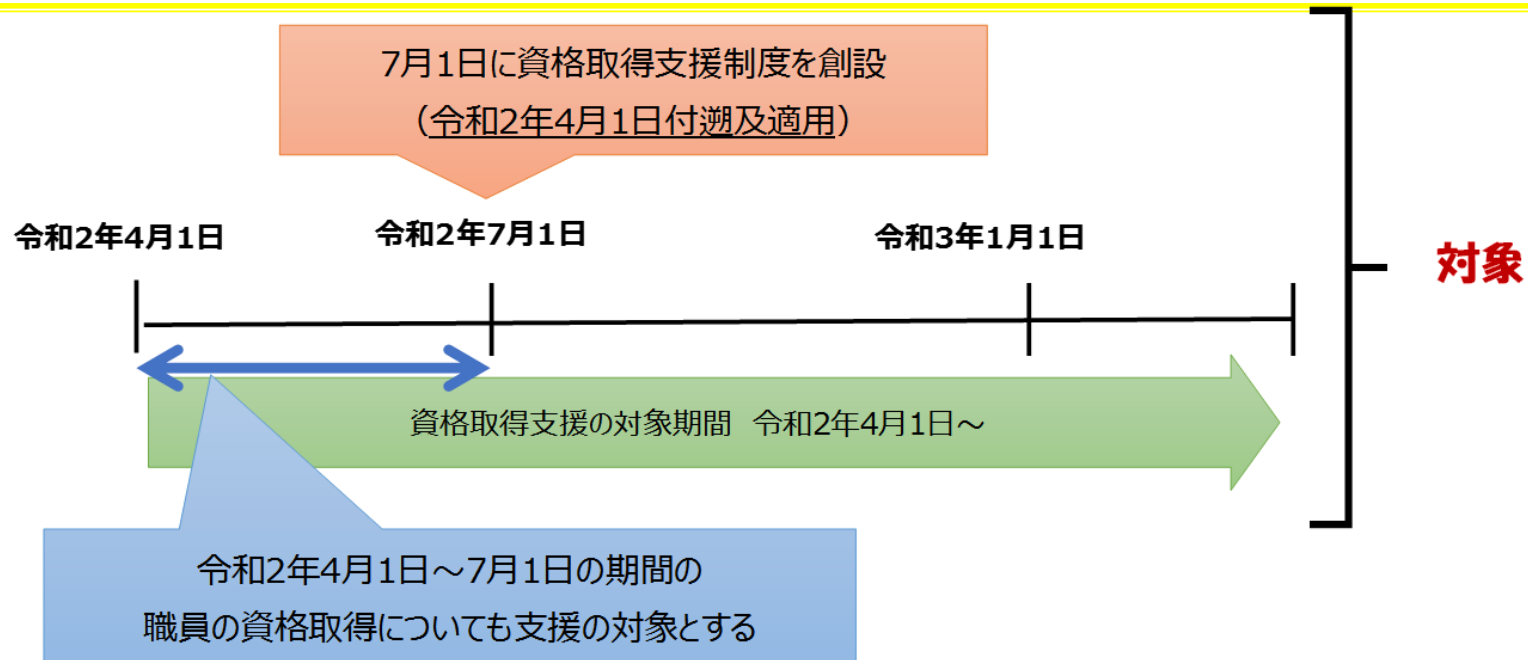 7月1日に資格取得支援制度を創設
（令和2年4月1日付遡及適用）
令和2年4月1日
令和2年7月1日
令和3年1月1日
対象
資格取得支援の対象期間 令和2年4月1日～
令和2年4月1日～7月1日の期間の
職員の資格取得についても支援の対象とする